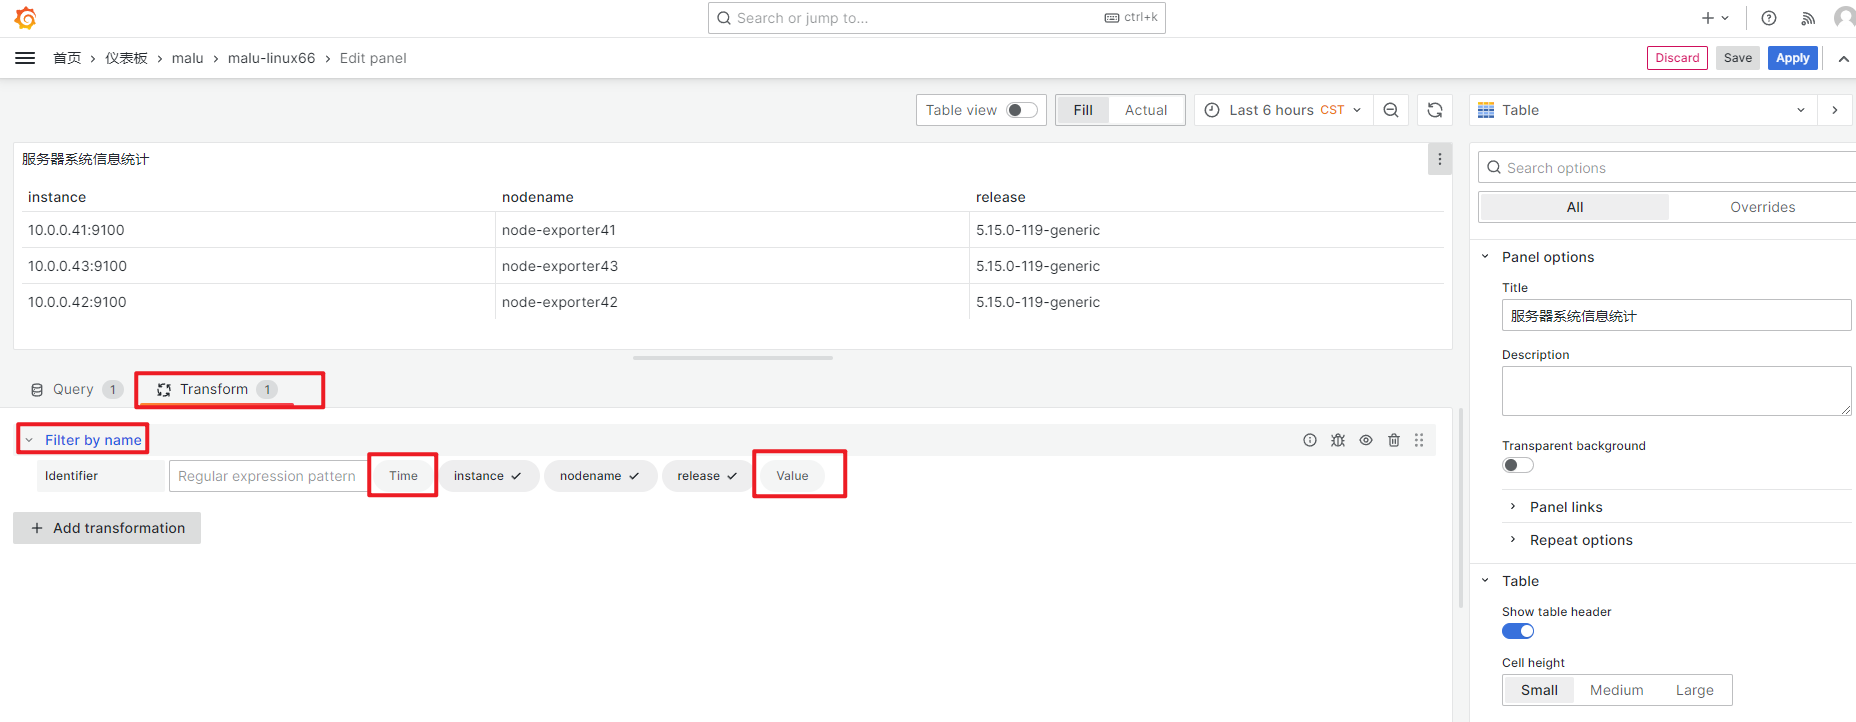 Search or jump to...
ctrl+k
首页 › 仪表板 › malu › malu-linux66 › Edit panel
Discard
Save
Apply
Table view
Fill
Actual
Last 6 hours CST
Table
服务器系统信息统计
instance nodename release
10.0.0.41:9100 node-exporter41 5.15.0-119-generic
10.0.0.43:9100 node-exporter43 5.15.0-119-generic
10.0.0.42:9100 node-exporter42 5.15.0-119-generic
Query 1
Transform 1
Filter by name
Identifier
Regular expression pattern
Time
instance
nodename
release
Value
+ Add transformation
Search options
All
Overrides
Panel options
Title
服务器系统信息统计
Description
Transparent background
Panel links
Repeat options
Table
Show table header
Cell height
Small
Medium
Large